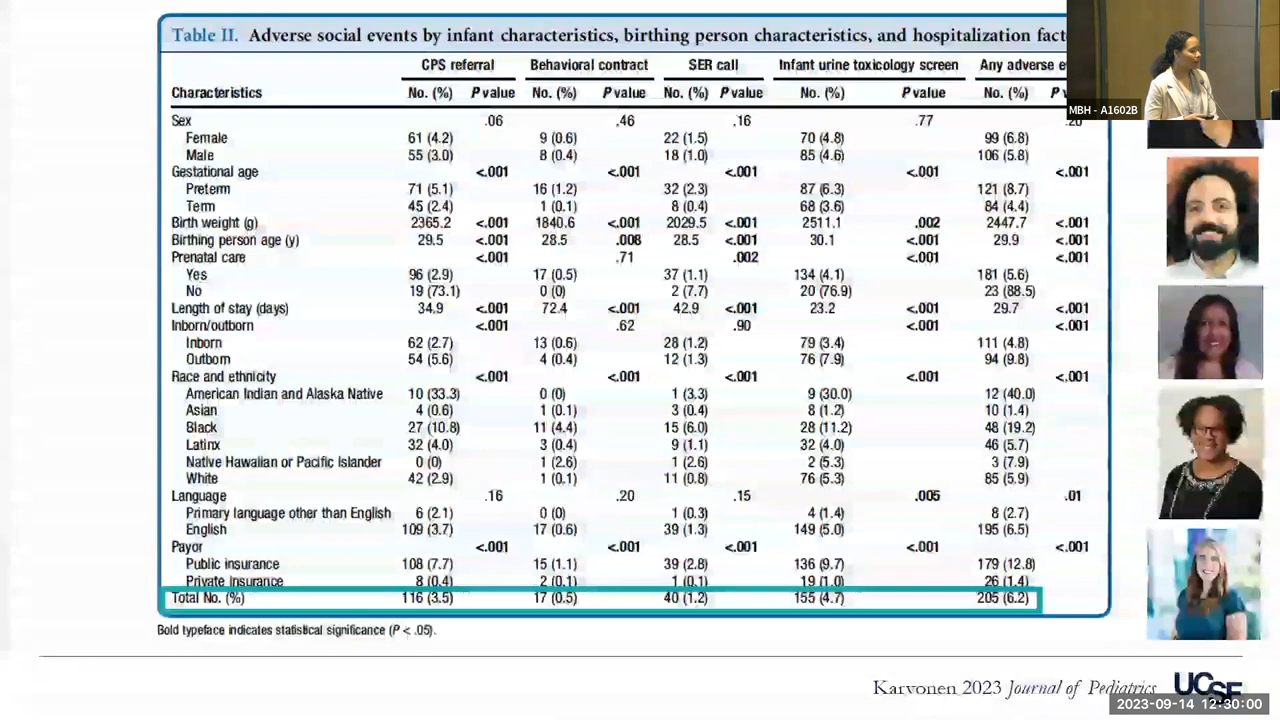 Table II. Adverse social events by infant characteristics, birthing person characteristics, and hospitalization
CPS referral Behavioral contract SER call Infant urine toxicology screen Any adverse
Characteristics No. (%) P value No. (%) P value No. (%) P value No. (%) P value No. (%) P
Sex .06 .46 .16 .77 .20
Female 61 (4.2) 9 (0.6) 22 (1.5) 70 (4.8) 99 (6.8)
Male 55 (3.0) 8 (0.4) 18 (1.0) 85 (4.6) 106 (5.8)
Gestational age <.001 <.001 <.001 <.001 <.001
Preterm 71 (5.1) 16 (1.2) 32 (2.3) 87 (6.3) 121 (8.7)
Term 45 (2.4) 1 (0.1) 8 (0.4) 68 (3.6) 84 (4.4)
Birth weight (g) 2365.2 <.001 1840.6 <.001 2029.5 <.001 2511.1 .002 2447.7 <.001
Birthing person age (y) 29.5 <.001 28.5 .008 28.5 <.001 30.1 <.001 29.9 <.001
Prenatal care <.001 .71 .002 <.001 <.001
Yes 96 (2.9) 17 (0.5) 37 (1.1) 134 (4.1) 181 (5.6)
No 19 (73.1) 0 (0) 2 (7.7) 20 (76.9) 23 (88.5)
Length of stay (days) 34.9 <.001 72.4 <.001 42.9 <.001 23.2 <.001 29.7 <.001
Inborn/outborn <.001 .62 .90 <.001 <.001
Inborn 62 (2.7) 13 (0.6) 28 (1.2) 79 (3.4) 111 (4.8)
Outborn 54 (5.6) 4 (0.4) 12 (1.3) 76 (7.9) 94 (9.8)
Race and ethnicity <.001 <.001 <.001 <.001 <.001
American Indian and Alaska Native 10 (33.3) 0 (0) 1 (3.3) 9 (30.0) 12 (40.0)
Asian 4 (0.6) 1 (0.1) 3 (0.4) 8 (1.2) 10 (1.4)
Black 27 (10.8) 11 (4.4) 15 (6.0) 28 (11.2) 48 (19.2)
Latinx 32 (4.0) 3 (0.4) 9 (1.1) 32 (4.0) 46 (5.7)
Native Hawaiian or Pacific Islander 0 (0) 1 (2.6) 1 (2.6) 2 (5.3) 3 (7.9)
White 42 (2.9) 1 (0.1) 11 (0.8) 76 (5.3) 85 (5.9)
Language .16 .20 .15 .005 .01
Primary language other than English 6 (2.1) 0 (0) 1 (0.3) 4 (1.4) 8 (2.7)
English 109 (3.7) 17 (0.6) 39 (1.3) 149 (5.0) 195 (6.5)
Payor <.001 <.001 <.001 <.001 <.001
Public insurance 108 (7.7) 15 (1.1) 39 (2.8) 136 (9.7) 179 (12.8)
Private insurance 8 (0.4) 2 (0.1) 1 (0.1) 19 (1.0) 26 (1.4)
Total No. (%) 116 (3.5) 17 (0.5) 40 (1.2) 155 (4.7) 205 (6.2)
Bold typeface indicates statistical significance (P < .05).
MBH - A1602B
Karvonen 2023 Journal of Pediatrics UCSF
2023-09-14 12:30:00